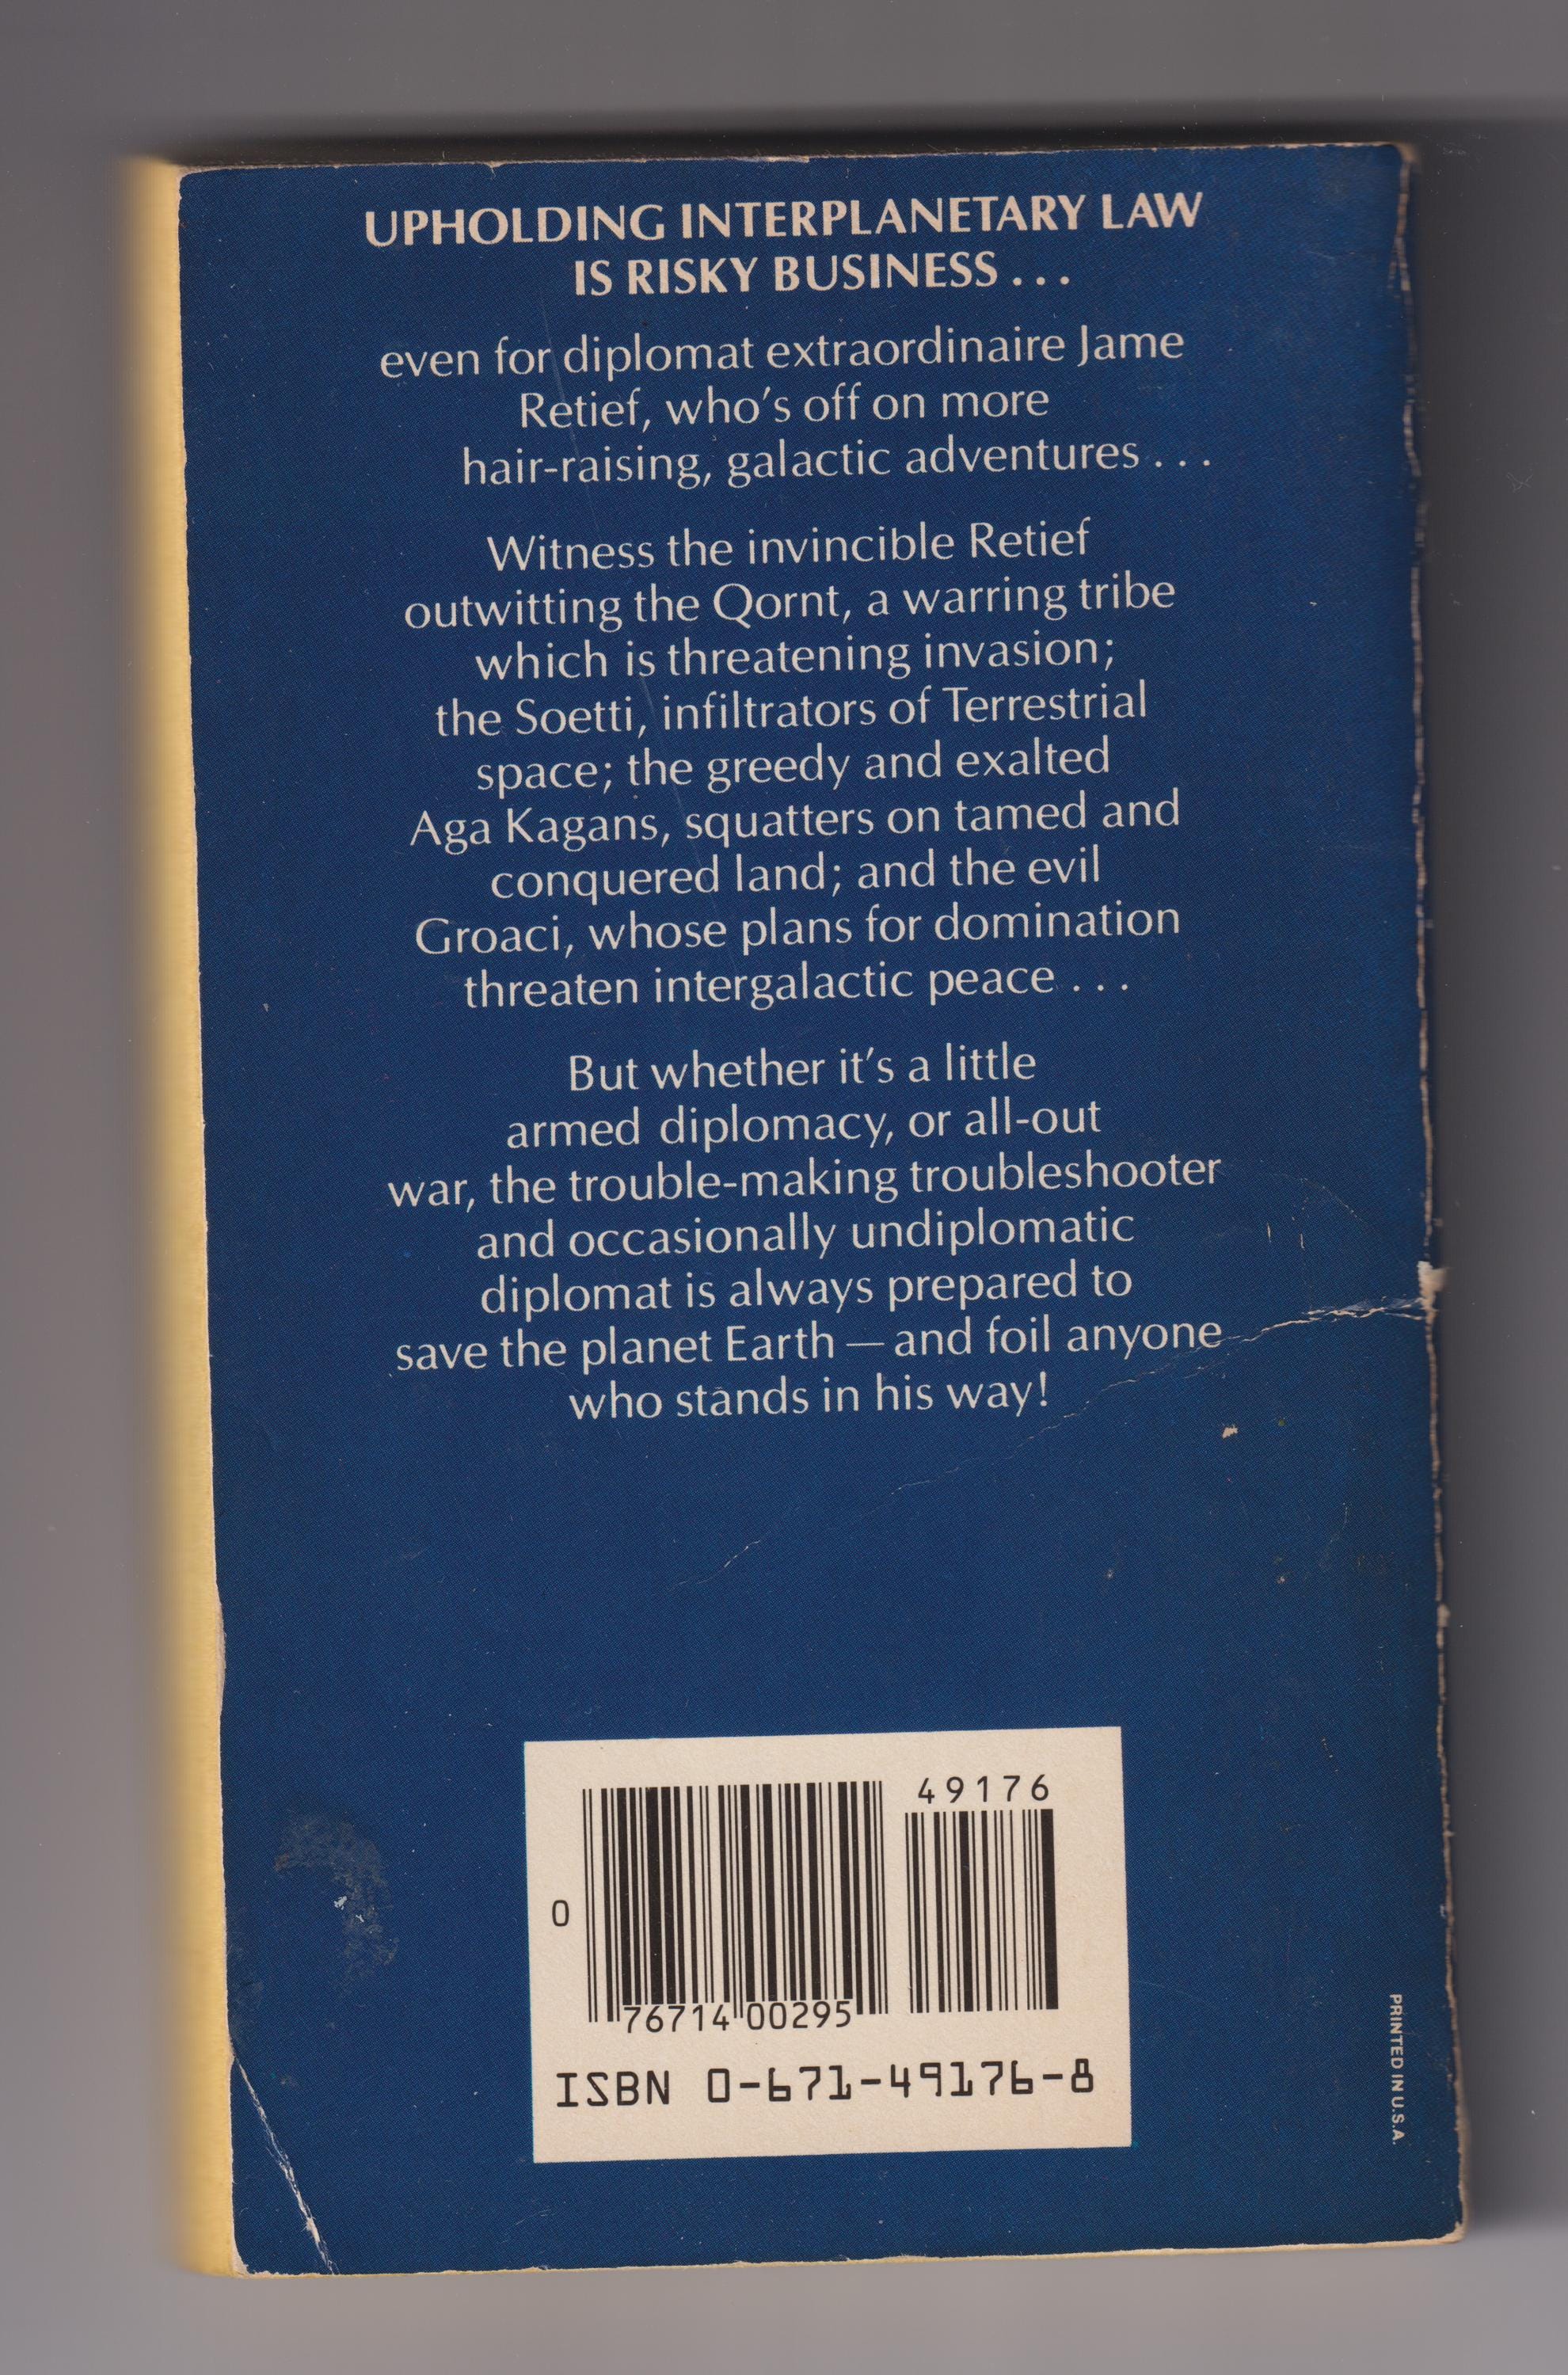 UPHOLDING INTERPLANETARY LAW
IS RISKY BUSINESS . . .
even for diplomat extraordinaire Jame
Retief, who's off on more
hair-raising, galactic adventures . . .
Witness the invincible Retief
outwitting the Qornt, a warring tribe
which is threatening invasion;
the Soetti, infiltrators of Terrestrial
space; the greedy and exalted
Aga Kagans, squatters on tamed and
conquered land; and the evil
Groaci, whose plans for domination
threaten intergalactic peace . . .
But whether it's a little
armed diplomacy, or all-out
war, the trouble-making troubleshooter
and occasionally undiplomatic
diplomat is always prepared to
save the planet Earth — and foil anyone
who stands in his way!
49176
0
76714 00295
ISBN 0-671-49176-8
PRINTED IN U.S.A.